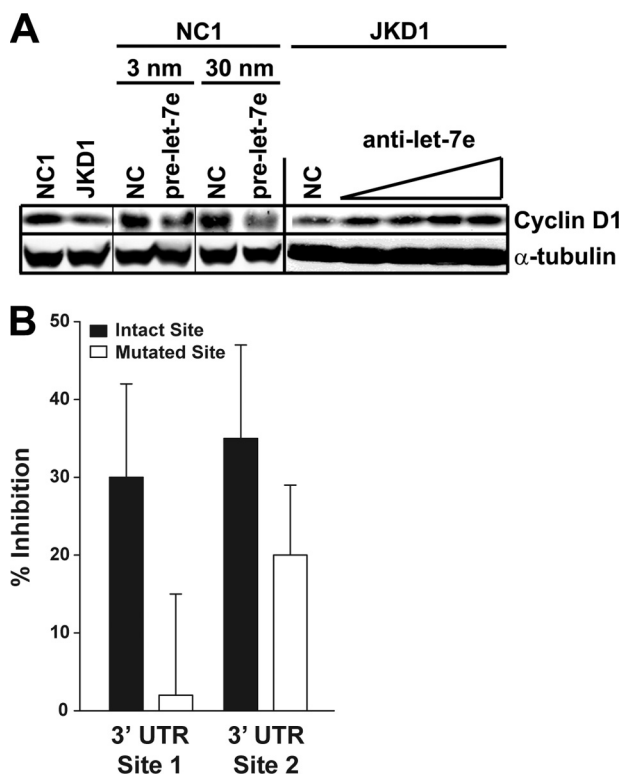 A
NC1
JKD1
3 nm
30 nm
anti-let-7e
NC1
JKD1
NC
pre-let-7e
NC
pre-let-7e
NC
Cyclin D1
α-tubulin
B
50
40
30
20
10
0
% Inhibition
Intact Site
Mutated Site
3’ UTR
Site 1
3’ UTR
Site 2